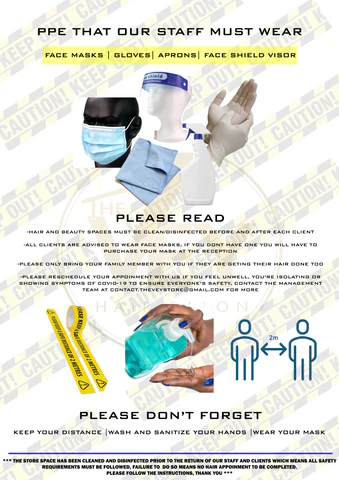 PPE THAT OUR STAFF MUST WEAR
FACE MASKS | GLOVES| APRONS| FACE SHIELD VISOR
PLEASE READ
•HAIR AND BEAUTY SPACES MUST BE CLEAN/DISINFETED BEFORE AND AFTER EACH CLIENT
•ALL CLIENTS ARE ADVISED TO WEAR FACE MASKS, IF YOU DONT HAVE ONE YOU WILL HAVE TO
PURCHASE YOUR MASK AT THE RECEPTION
•PLEASE ONLY BRING YOUR FAMILY MEMBER WITH YOU IF THEY ARE GETING THEIR HAIR DONE TOO
•PLEASE RESCHEDULE YOUR APPOINMENT WITH US IF YOU FEEL UNWELL, YOU'RE ISOLATING OR
SHOWING SYMPTOMS OF COVID-19 TO ENSURE EVERYONE'S SAFETY, CONTACT THE MANAGEMENT
TEAM AT CONTACT.THEVEYSTORE@GMAIL.COM FOR MORE
HAIR SALON
2m
PLEASE DON'T FORGET
KEEP YOUR DISTANCE |WASH AND SANITIZE YOUR HANDS |WEAR YOUR MASK
*** THE STORE SPACE HAS BEEN CLEANED AND DISINFECTED PRIOR TO THE RETURN OF OUR STAFF AND CLIENTS WHICH MEANS ALL SAFETY
REQUIREMENTS MUST BE FOLLOWED, FAILURE TO DO SO MEANS NO HAIR APPOINMENT TO BE COMPLETED.
PLEASE FOLLOW THE INSTRUCTIONS, THANK YOU ***